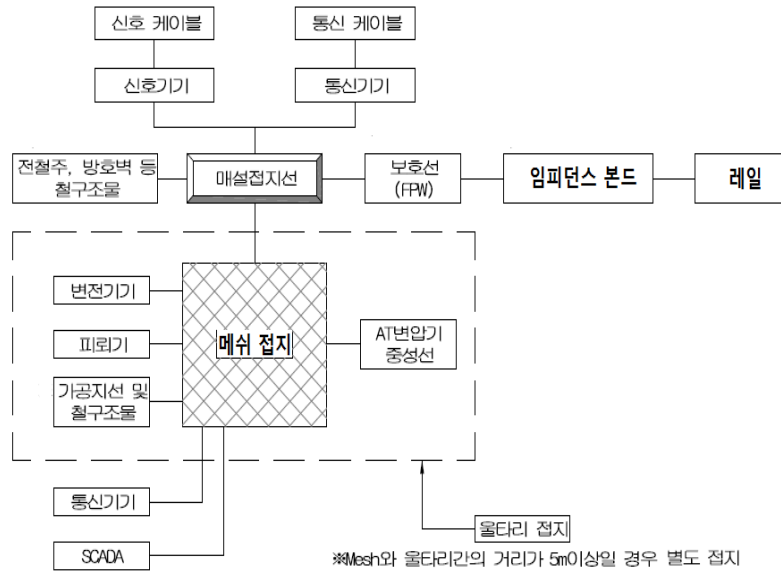 신호 케이블
통신 케이블
신호기기
통신기기
전철주, 방호벽 등
철구조물
매설접지선
보호선
(FPW)
임피던스 본드
레일
변전기기
피뢰기
가공지선 및
철구조물
메쉬 접지
AT변압기
중성선
통신기기
SCADA
울타리 접지
※Mesh와 울타리간의 거리가 5m이상일 경우 별도 접지